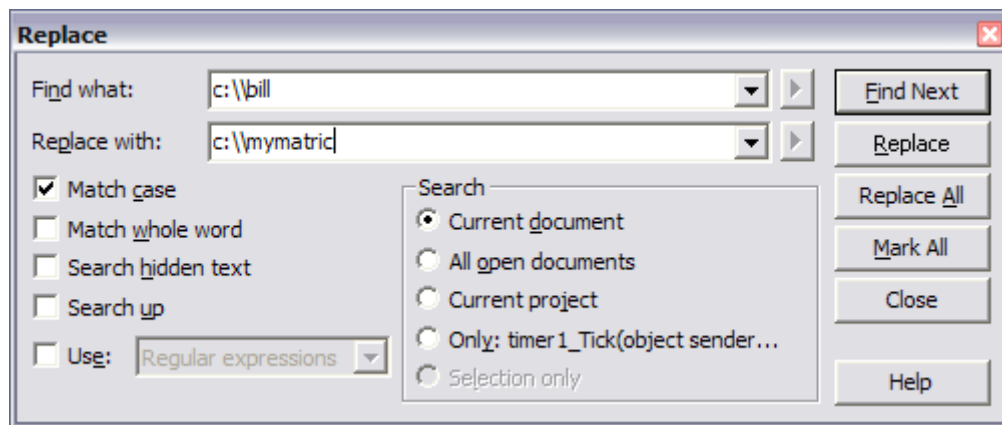 Replace
Find what: c:\\bill Find Next
Replace with: c:\\mymatric Replace
Match case Search Replace All
Match whole word Current document Mark All
Search hidden text All open documents
Search up Current project Close
Use: Regular expressions Only: timer1_Tick(object sender...
Selection only Help